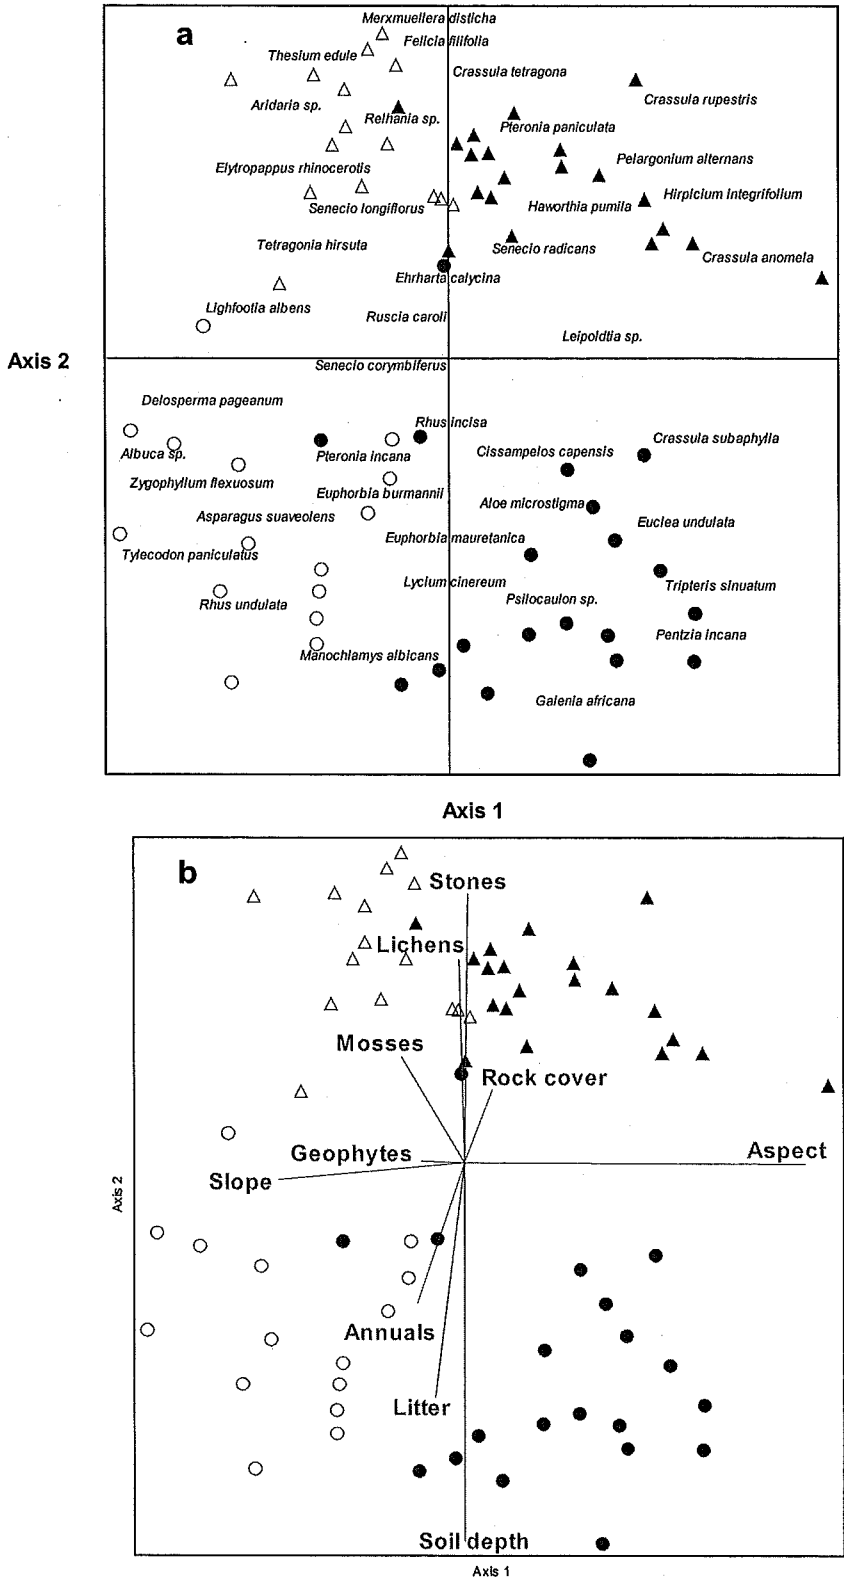 a
Merxmuellera disticha
Felicia filifolia
Thesium edule
Crassula tetragona
Crassula rupestris
Aridaria sp.
Relhania sp.
Pteronia paniculata
Pelargonium alternans
Elytropappus rhinocerotis
Hirpicium Integrifolium
Senecio longiflorus
Haworthia pumila
Tetragonia hirsuta
Senecio radicans
Crassula anomela
Ehrharta calycina
Lighfootia albens
Ruscia caroli
Leipoldtia sp.
Axis 2
Senecio corymbiferus
Delosperma pageanum
Rhus incisa
Crassula subaphylla
Albuca sp.
Pteronia incana
Cissampelos capensis
Zygophyllum flexuosum
Euphorbia burmannii
Aloe microstigma
Asparagus suaveolens
Euclea undulata
Euphorbia mauretanica
Tylecodon paniculatus
Lycium cinereum
Tripteris sinuatum
Rhus undulata
Psilocaulon sp.
Pentzia incana
Manochlamys albicans
Galenia africana
Axis 1
b
Stones
Lichens
Mosses
Rock cover
Geophytes
Aspect
Slope
Axis 2
Annuals
Litter
Soil depth
Axis 1